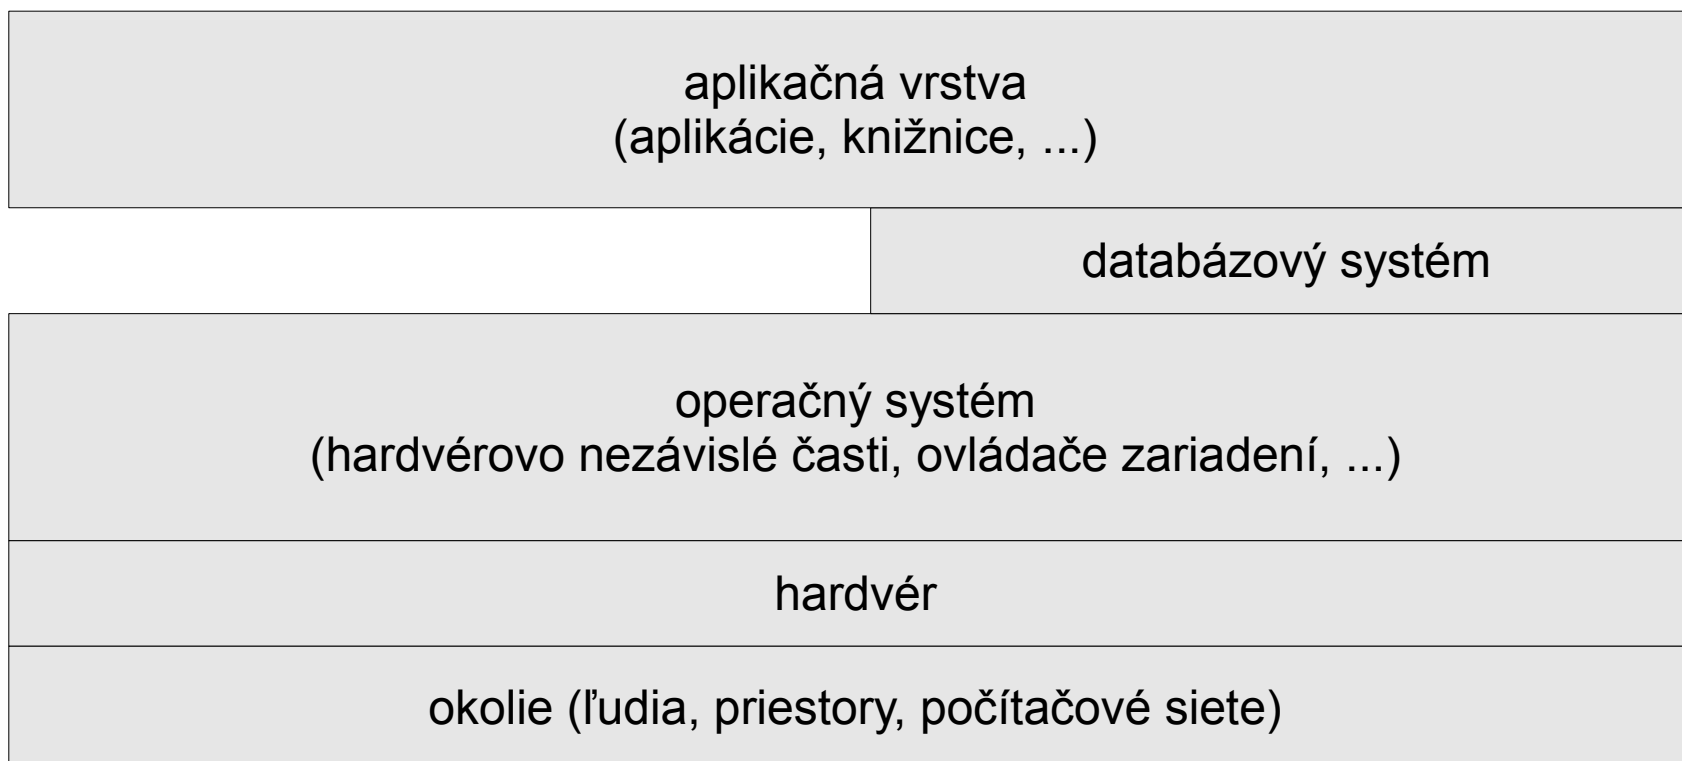 aplikačná vrstva
(aplikácie, knižnice, ...)
databázový systém
operačný systém
(hardvérovo nezávislé časti, ovládače zariadení, ...)
hardvér
okolie (ľudia, priestory, počítačové siete)